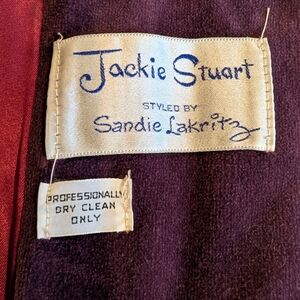 Jackie Stuart
STYLED BY
Sandie Lakritz
PROFESSIONALLY
DRY CLEAN
ONLY